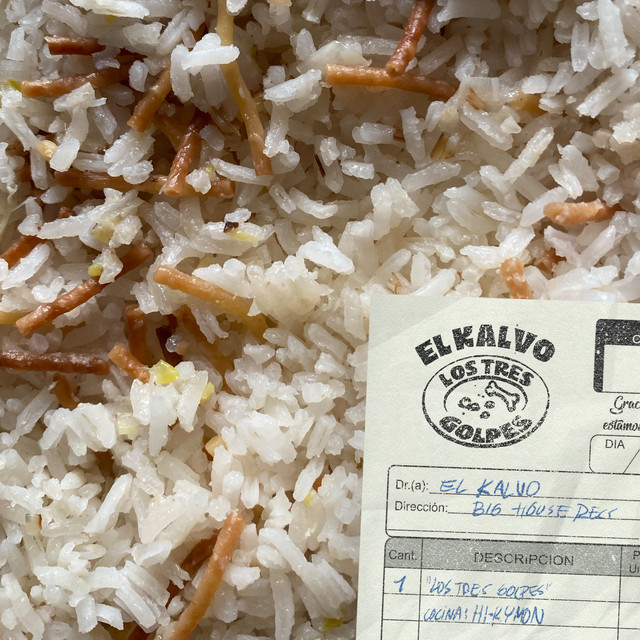 EL KALVO
LOS TRES
GOLPES
Grac
estamos
DIA
Dr.(a): EL KALVO
Dirección: BIG HOUSE RECS
Cant. DESCRIPCION
1 "LOS TRES GOLPES"
COCINA: HI-KYMON